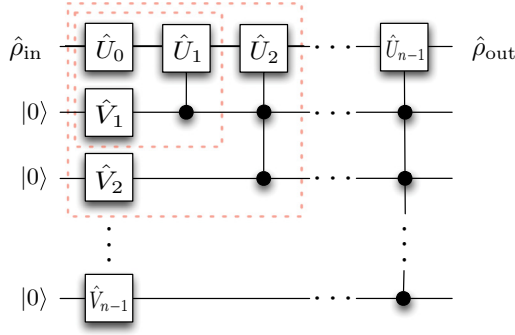 ρ̂in Û0 Û1 Û2 ··· Ûn−1 ρ̂out
|0⟩ V̂1 ···
|0⟩ V̂2 ···
|0⟩ V̂n−1 ···